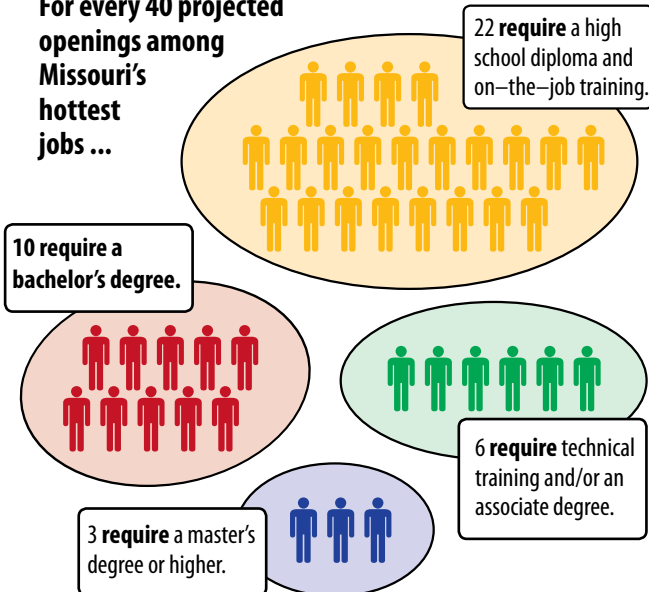 For every 40 projected
openings among
Missouri's
hottest
jobs ...
22 require a high
school diploma and
on–the–job training.
10 require a
bachelor's degree.
6 require technical
training and/or an
associate degree.
3 require a master's
degree or higher.